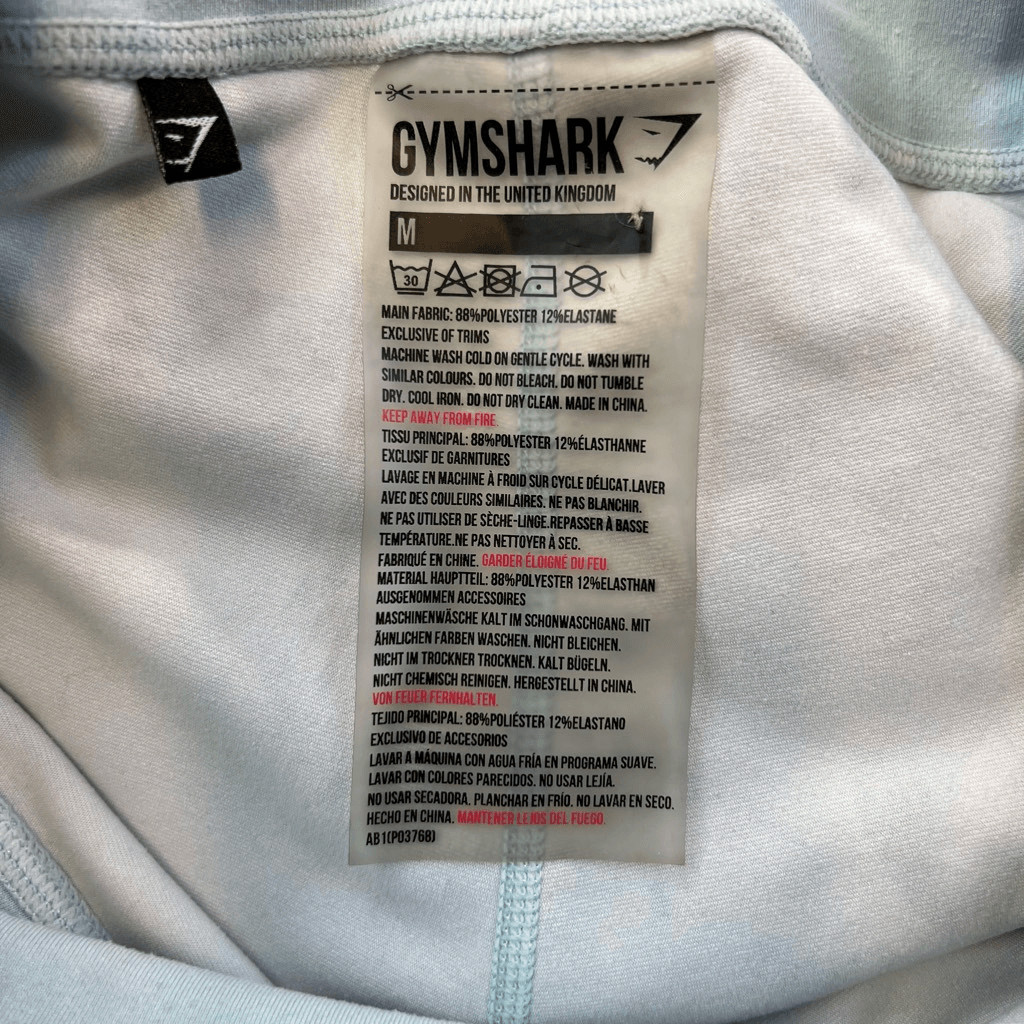 GYMSHARK
DESIGNED IN THE UNITED KINGDOM
M
30
MAIN FABRIC: 88%POLYESTER 12%ELASTANE
EXCLUSIVE OF TRIMS
MACHINE WASH COLD ON GENTLE CYCLE. WASH WITH
SIMILAR COLOURS. DO NOT BLEACH. DO NOT TUMBLE
DRY. COOL IRON. DO NOT DRY CLEAN. MADE IN CHINA.
KEEP AWAY FROM FIRE.
TISSU PRINCIPAL: 88%POLYESTER 12%ÉLASTHANNE
EXCLUSIF DE GARNITURES
LAVAGE EN MACHINE À FROID SUR CYCLE DÉLICAT.LAVER
AVEC DES COULEURS SIMILAIRES. NE PAS BLANCHIR.
NE PAS UTILISER DE SÈCHE-LINGE.REPASSER À BASSE
TEMPÉRATURE.NE PAS NETTOYER À SEC.
FABRIQUÉ EN CHINE. GARDER ÉLOIGNÉ DU FEU.
MATERIAL HAUPTTEIL: 88%POLYESTER 12%ELASTHAN
AUSGENOMMEN ACCESSOIRES
MASCHINENWÄSCHE KALT IM SCHONWASCHGANG. MIT
ÄHNLICHEN FARBEN WASCHEN. NICHT BLEICHEN.
NICHT IM TROCKNER TROCKNEN. KALT BÜGELN.
NICHT CHEMISCH REINIGEN. HERGESTELLT IN CHINA.
VON FEUER FERNHALTEN.
TEJIDO PRINCIPAL: 88%POLIÉSTER 12%ELASTANO
EXCLUSIVO DE ACCESORIOS
LAVAR A MÁQUINA CON AGUA FRÍA EN PROGRAMA SUAVE.
LAVAR CON COLORES PARECIDOS. NO USAR LEJÍA.
NO USAR SECADORA. PLANCHAR EN FRÍO. NO LAVAR EN SECO.
HECHO EN CHINA. MANTENER LEJOS DEL FUEGO.
AB1(P03768)